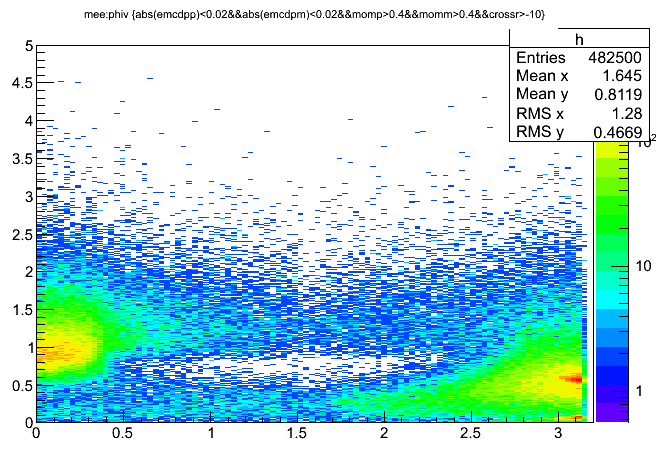 mee:phiv {abs(emcdpp)<0.02&&abs(emcdpm)<0.02&&momp>0.4&&momm>0.4&&crossr>-10}
h
Entries 482500
Mean x 1.645
Mean y 0.8119
RMS x 1.28
RMS y 0.4669
5
4.5
4
3.5
3
2.5
2
1.5
1
0.5
0
0 0.5 1 1.5 2 2.5 3
10²
10
1